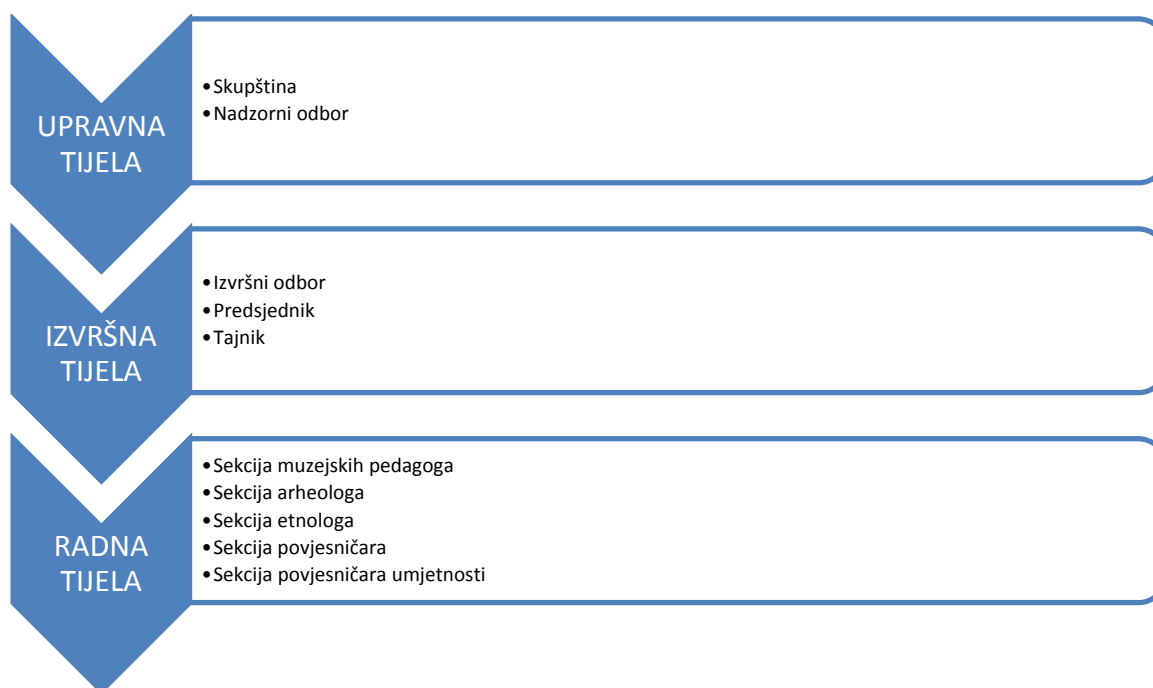 UPRAVNA
TIJELA
•Skupština
•Nadzorni odbor
IZVRŠNA
TIJELA
•Izvršni odbor
•Predsjednik
•Tajnik
RADNA
TIJELA
•Sekcija muzejskih pedagoga
•Sekcija arheologa
•Sekcija etnologa
•Sekcija povjesničara
•Sekcija povjesničara umjetnosti